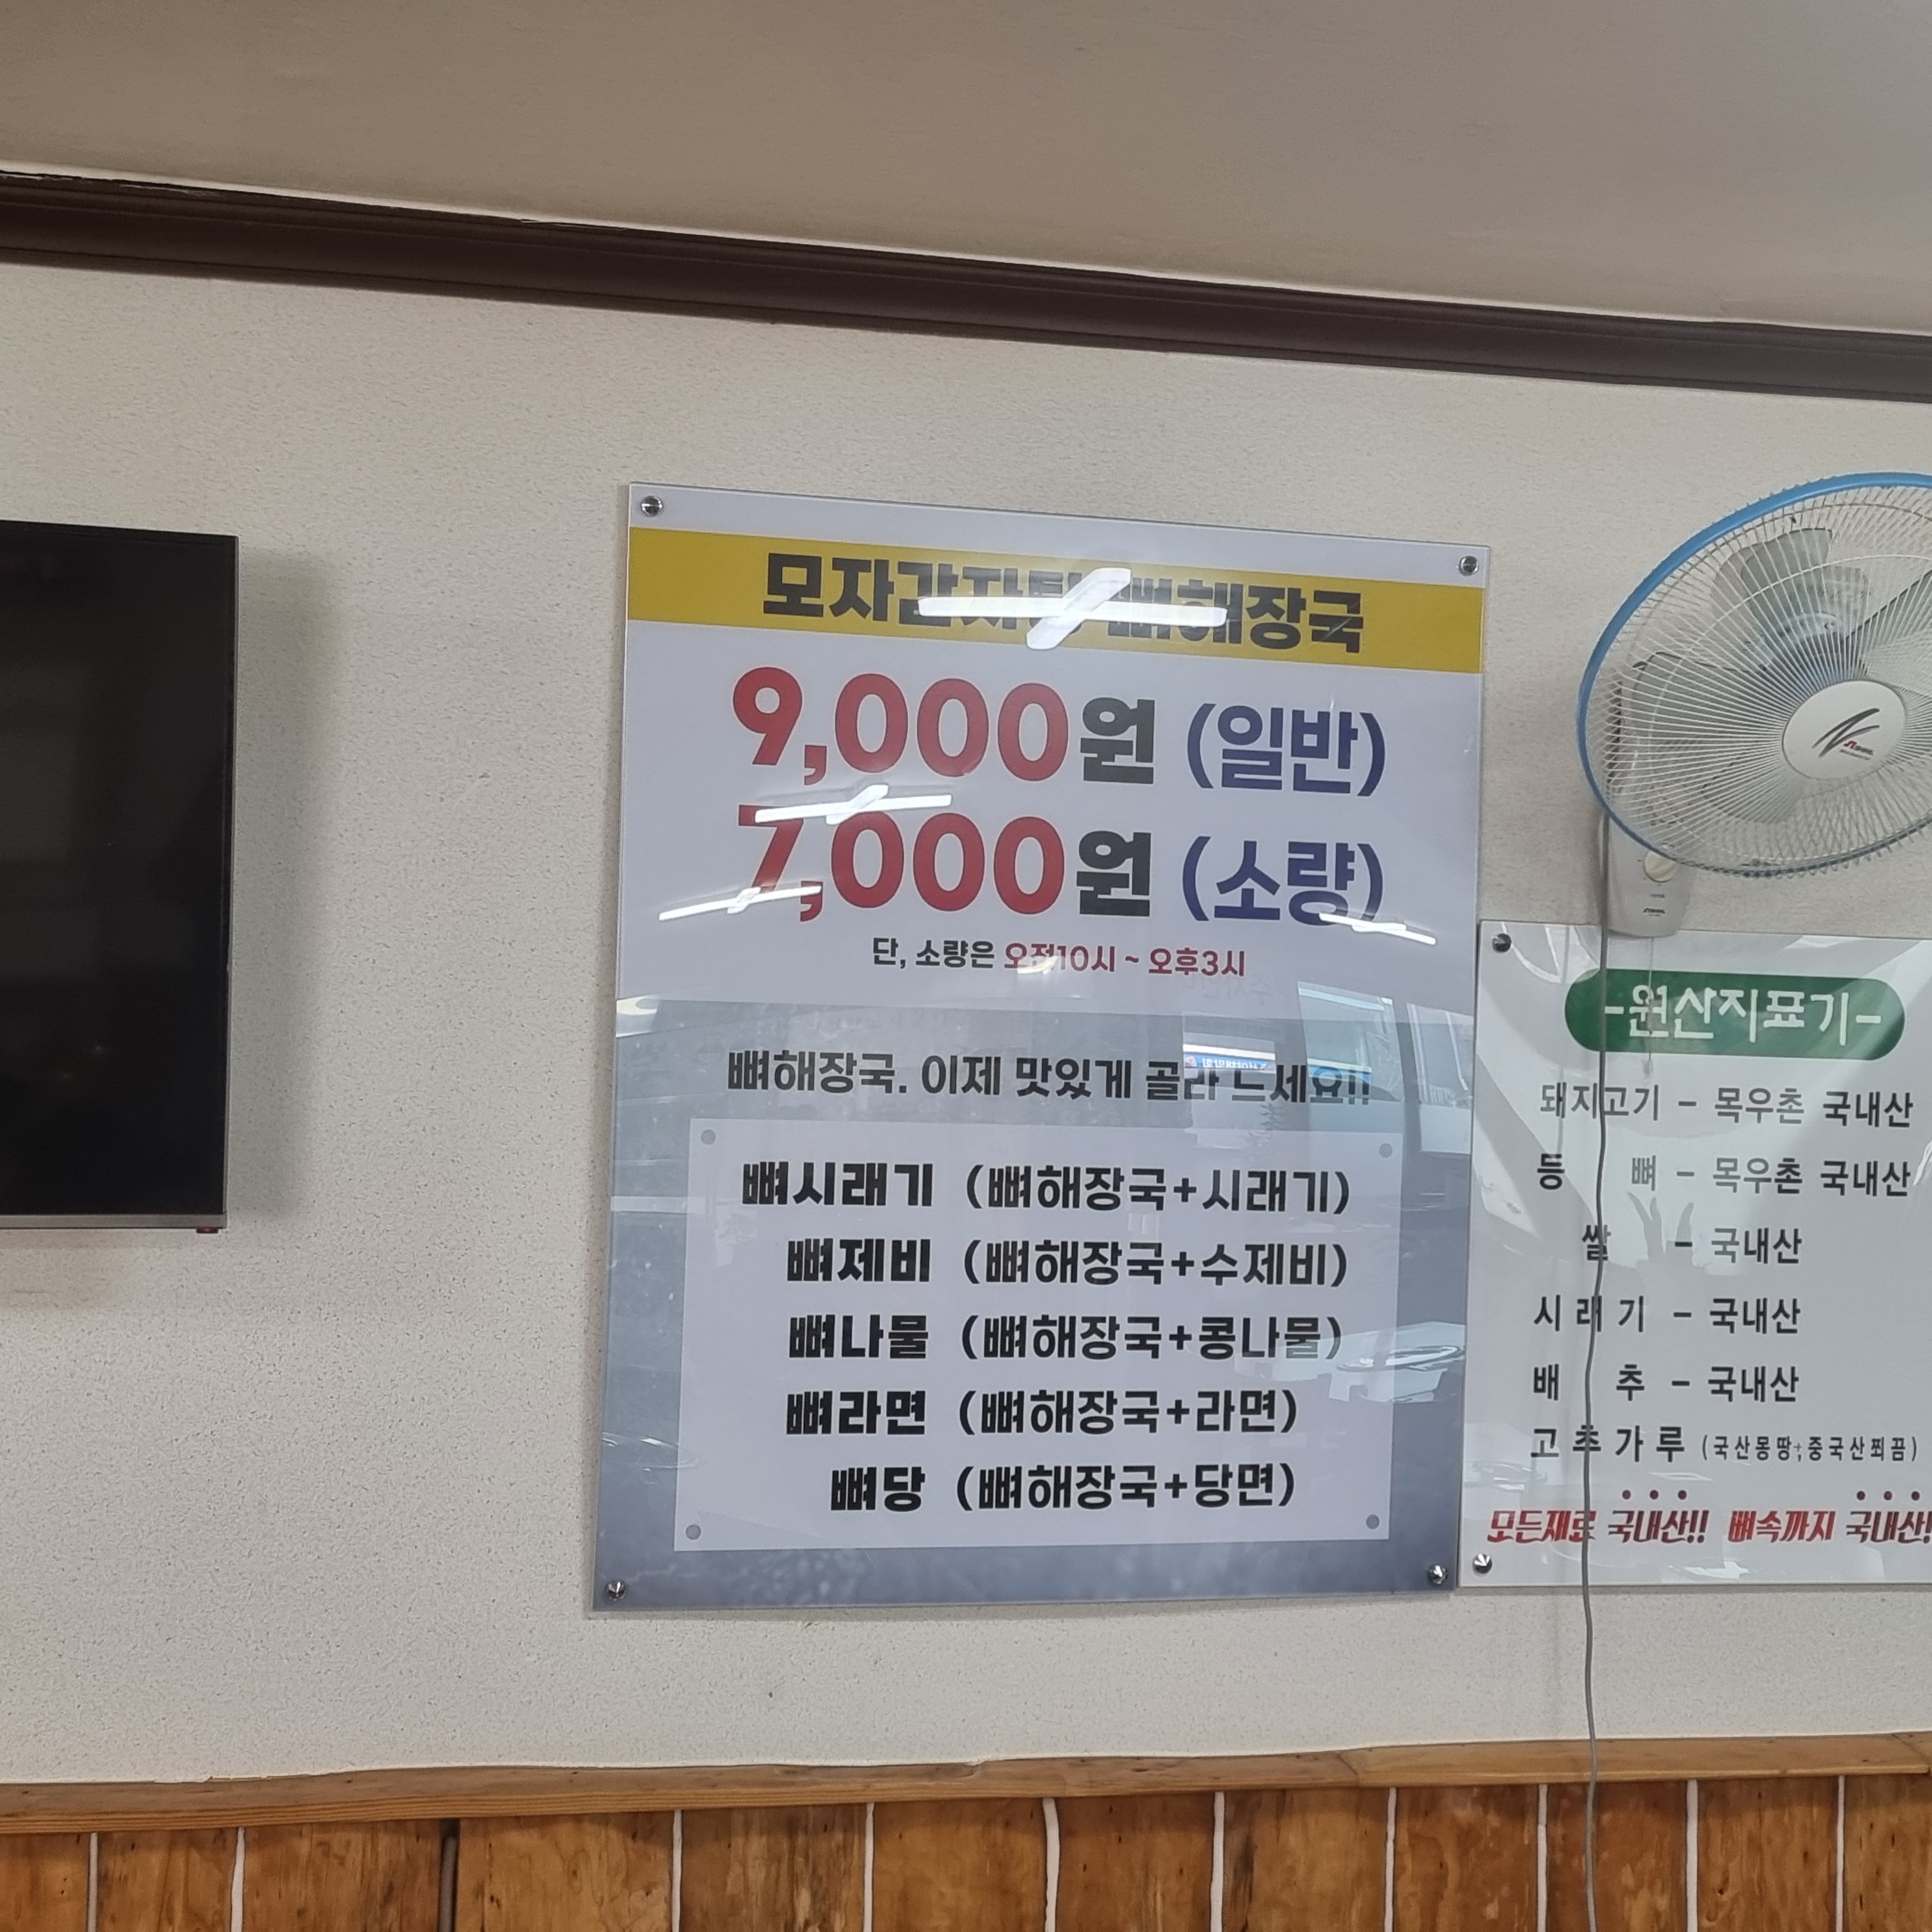 모자감자탕 뼈해장국
9,000원 (일반)
7,000원 (소량)
단, 소량은 오전10시 ~ 오후3시
뼈해장국. 이제 맛있게 골라 드세요!!
뼈시래기 (뼈해장국+시래기)
뼈제비 (뼈해장국+수제비)
뼈나물 (뼈해장국+콩나물)
뼈라면 (뼈해장국+라면)
뼈당 (뼈해장국+당면)
-원산지표기-
돼지고기 - 목우촌 국내산
등 뼈 - 목우촌 국내산
쌀 - 국내산
시래기 - 국내산
배 추 - 국내산
고추가루 (국산몽땅;중국산쬐끔)
모든재료 국내산!! 뼈속까지 국내산!